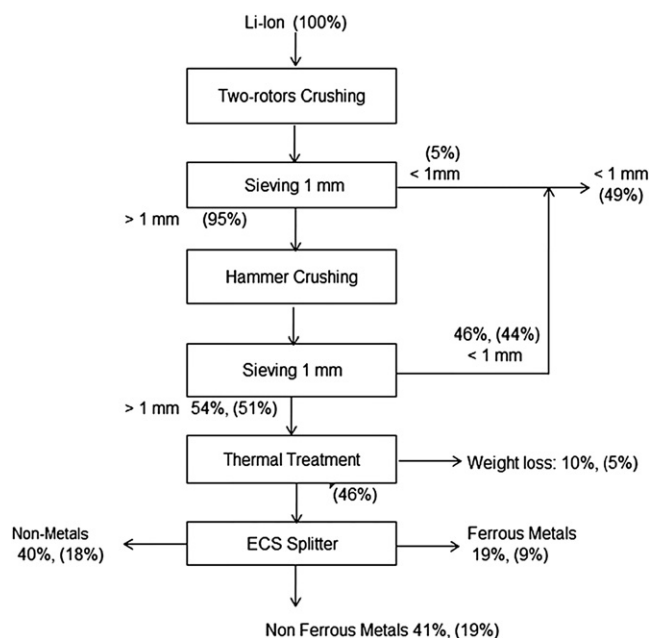 Li-Ion (100%)
Two-rotors Crushing
(5%)
Sieving 1 mm
< 1mm
< 1 mm
(49%)
> 1 mm (95%)
Hammer Crushing
46%, (44%)
< 1 mm
Sieving 1 mm
> 1 mm 54%, (51%)
Thermal Treatment
Weight loss: 10%, (5%)
(46%)
Non-Metals
40%, (18%)
ECS Splitter
Ferrous Metals
19%, (9%)
Non Ferrous Metals 41%, (19%)